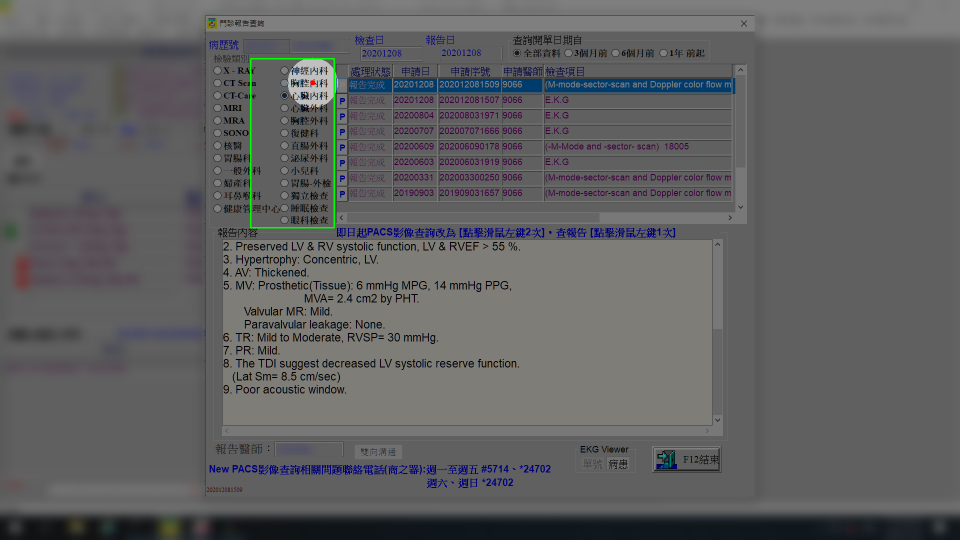 門診報告查詢
病歷號 檢查日 報告日 查詢開單日期自
20201208 20201208 全部資料 3個月前 6個月前 1年 前起
檢驗類別
X - RAY 神經內科
CT Scan 胸腔內科
CT-Care 心臟內科
MRI 心臟外科
MRA 胸腔外科
SONO 復健科
核醫 直腸外科
胃腸科 泌尿外科
一般外科 小兒科
婦產科 胃腸-外檢
耳鼻喉科 獨立檢查
健康管理中心 睡眠檢查
眼科檢查
處理狀態 申請日 申請序號 申請醫師 檢查項目
報告完成 20201208 202012081509 9066 (M-mode-sector-scan and Doppler color flow m
P 報告完成 20201208 202012081507 9066 E.K.G
P 報告完成 20200804 202008031971 9066 E.K.G
P 報告完成 20200707 202007071666 9066 E.K.G
P 報告完成 20200609 202006090178 9066 (-M-Mode and -sector- scan) 18005
P 報告完成 20200603 202006031919 9066 E.K.G
P 報告完成 20200331 202003300250 9066 (M-mode-sector-scan and Doppler color flow m
P 報告完成 20190903 201909031657 9066 (M-mode-sector-scan and Doppler color flow m
報告內容 即日起PACS影像查詢改為 [點擊滑鼠左鍵2次]，查報告 [點擊滑鼠左鍵1次]
2. Preserved LV & RV systolic function, LV & RVEF > 55 %.
3. Hypertrophy: Concentric, LV.
4. AV: Thickened.
5. MV: Prosthetic(Tissue): 6 mmHg MPG, 14 mmHg PPG,
MVA= 2.4 cm2 by PHT.
Valvular MR: Mild.
Paravalvular leakage: None.
6. TR: Mild to Moderate, RVSP= 30 mmHg.
7. PR: Mild.
8. The TDI suggest decreased LV systolic reserve function.
(Lat Sm= 8.5 cm/sec)
9. Poor acoustic window.
報告醫師： 雙向溝通 EKG Viewer
單號 病患 F12結束
New PACS影像查詢相關問題聯絡電話(商之器):週一至週五 #5714、*24702
週六、週日 *24702
202012081509